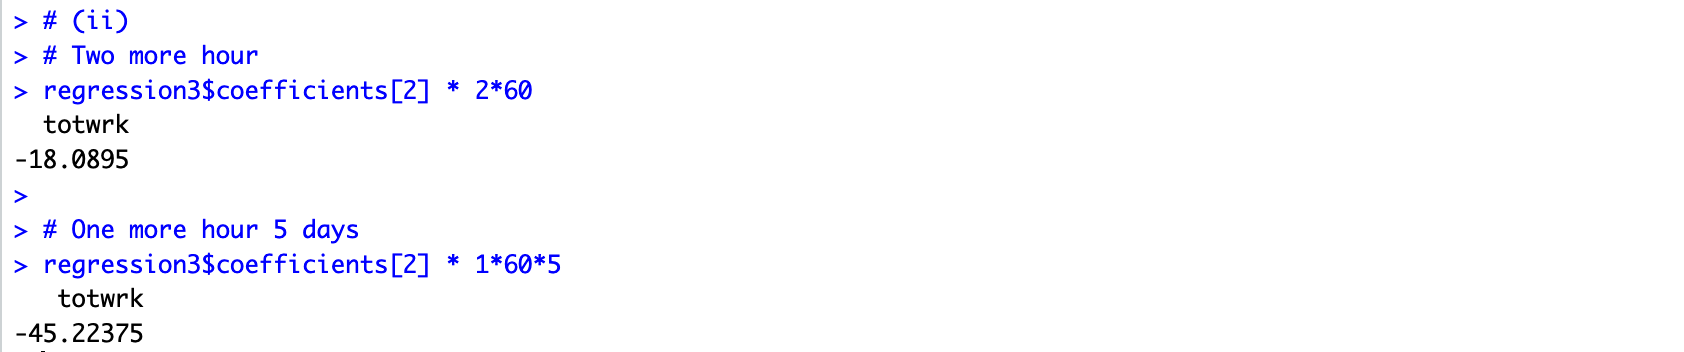 > # (ii)
> # Two more hour
> regression3$coefficients[2] * 2*60
  totwrk
-18.0895
>
> # One more hour 5 days
> regression3$coefficients[2] * 1*60*5
   totwrk
-45.22375